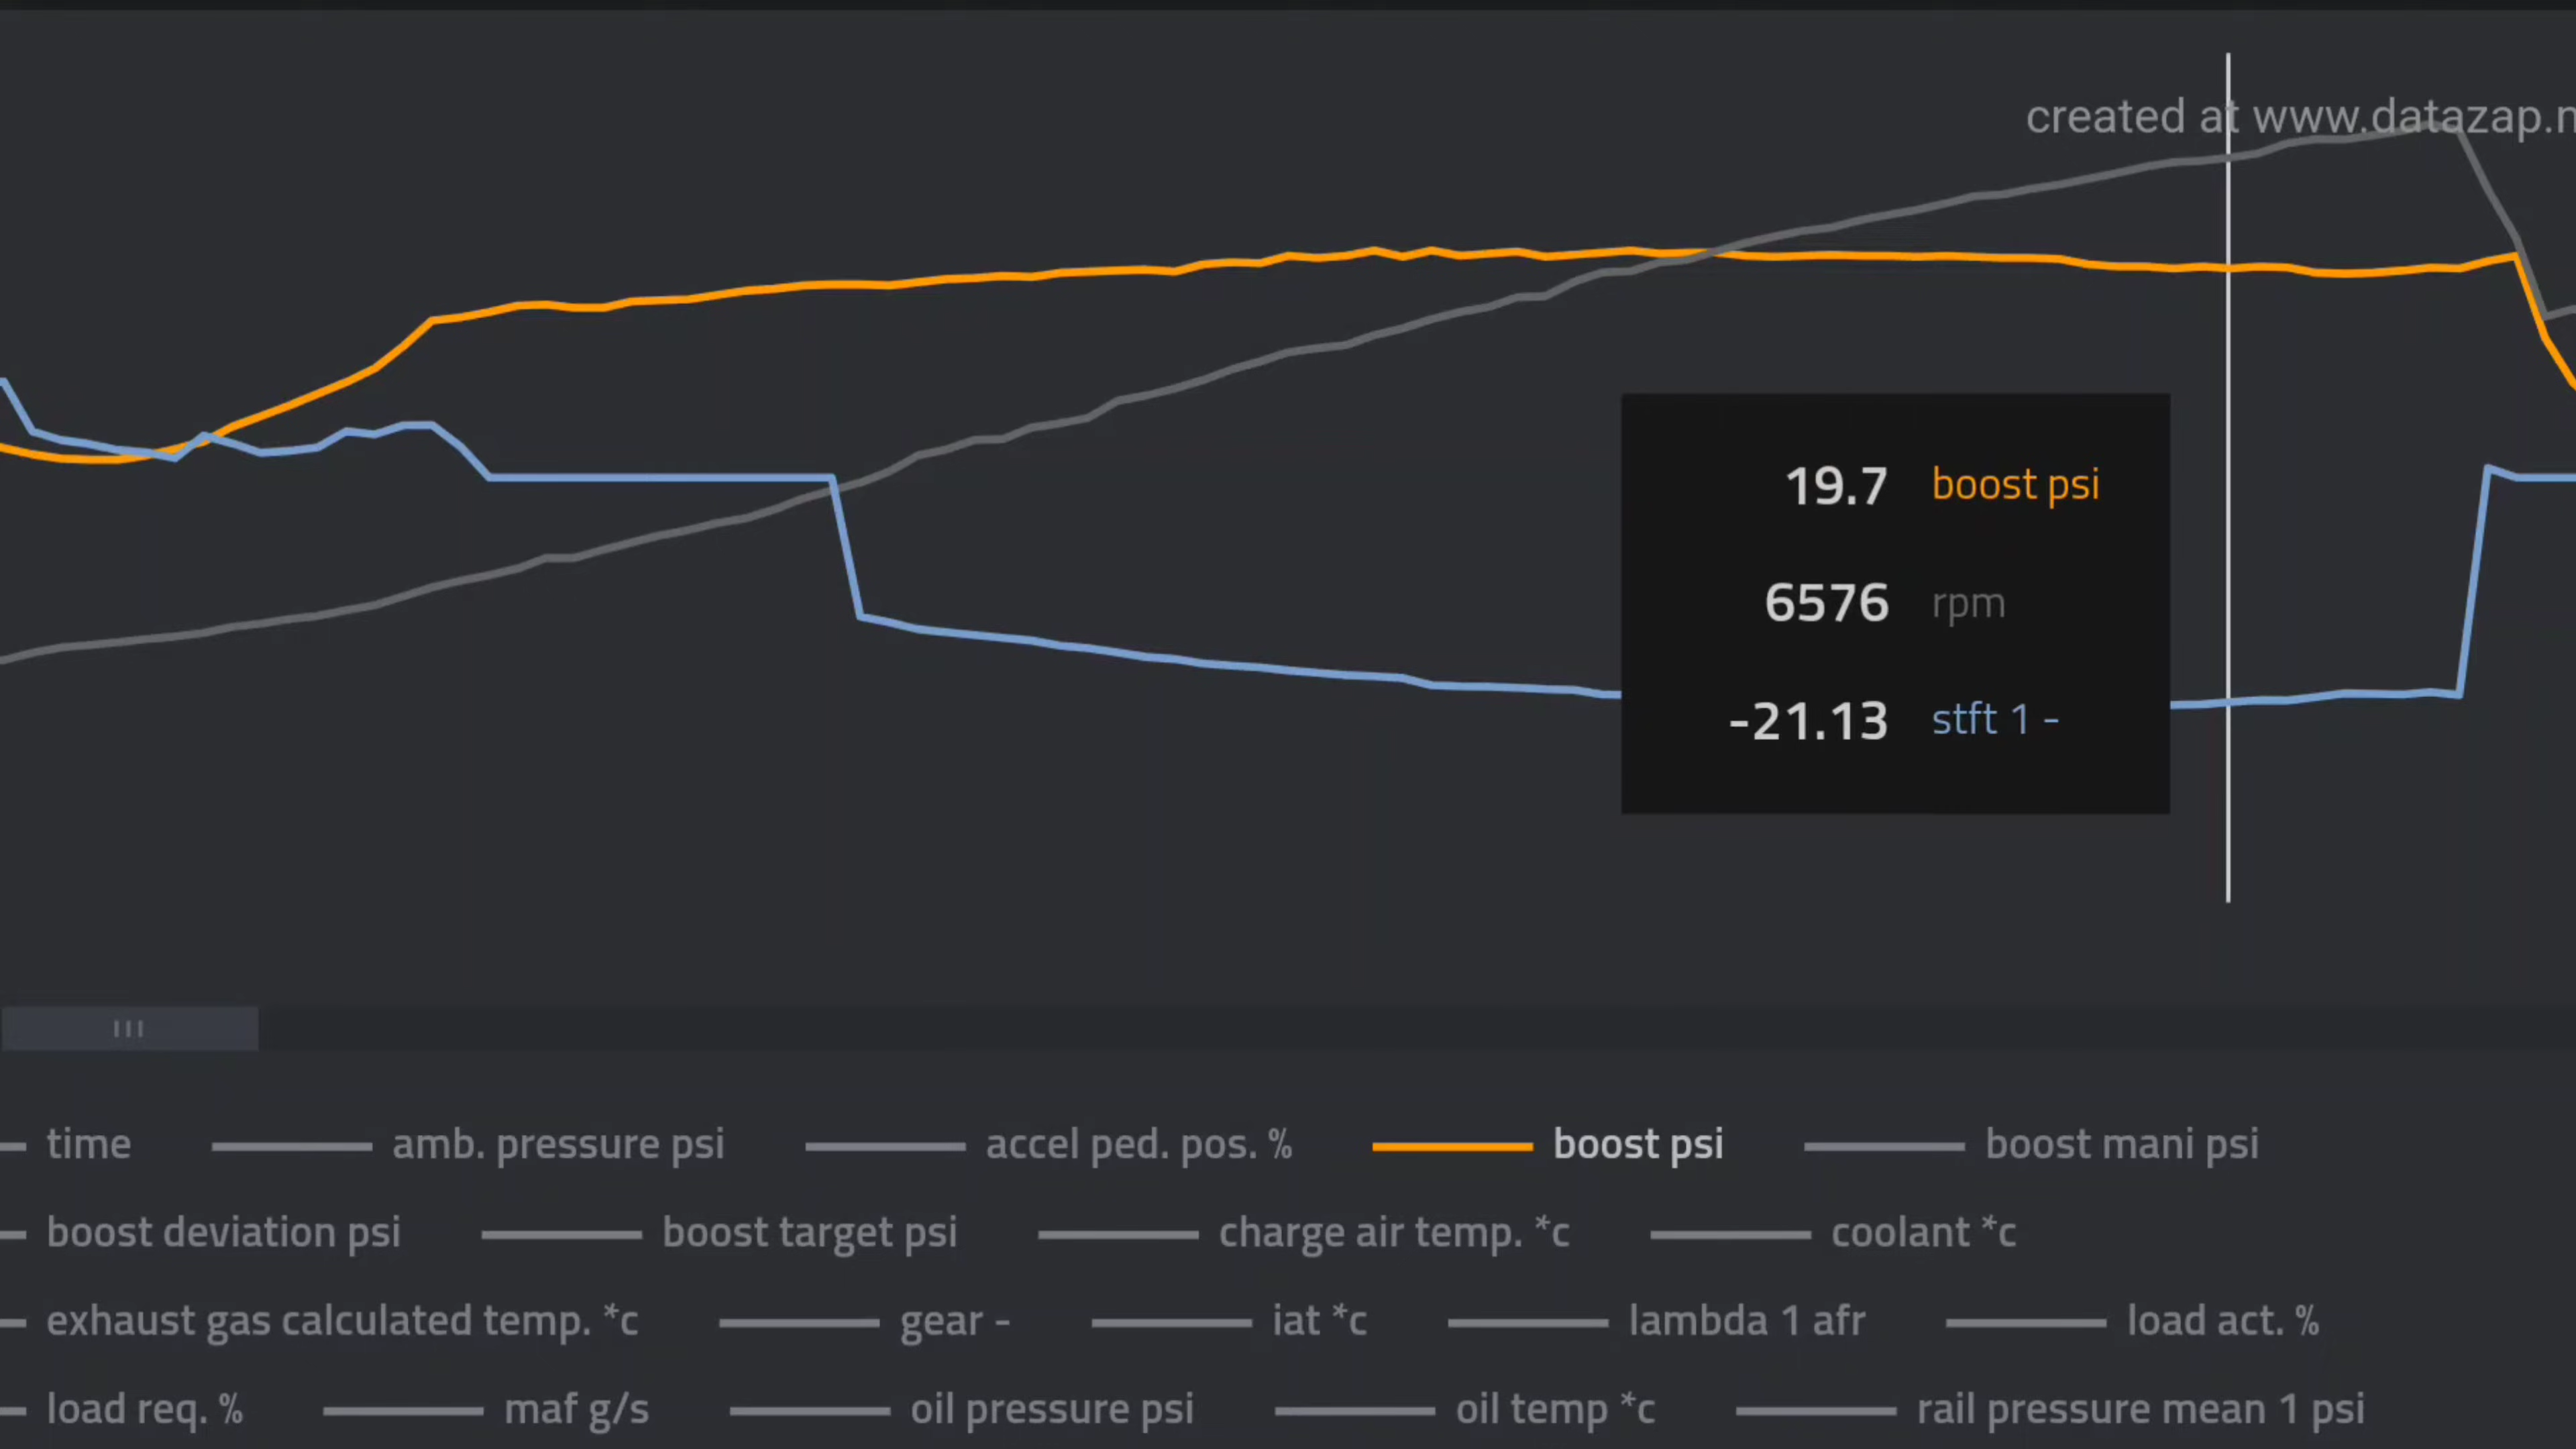 created at www.datazap.n
19.7 boost psi
6576 rpm
-21.13 stft 1 -
time amb. pressure psi accel ped. pos. % boost psi boost mani psi
boost deviation psi boost target psi charge air temp. *c coolant *c
exhaust gas calculated temp. *c gear - iat *c lambda 1 afr load act. %
load req. % maf g/s oil pressure psi oil temp *c rail pressure mean 1 psi